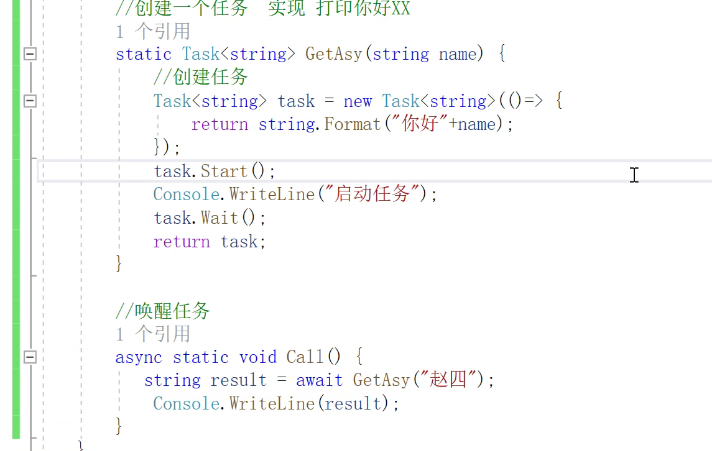 //创建一个任务  实现 打印你好XX
1 个引用
static Task<string> GetAsy(string name) {
//创建任务
Task<string> task = new Task<string>(()=> {
return string.Format("你好"+name);
});
task.Start();
Console.WriteLine("启动任务");
task.Wait();
return task;
}
//唤醒任务
1 个引用
async static void Call() {
string result = await GetAsy("赵四");
Console.WriteLine(result);
}